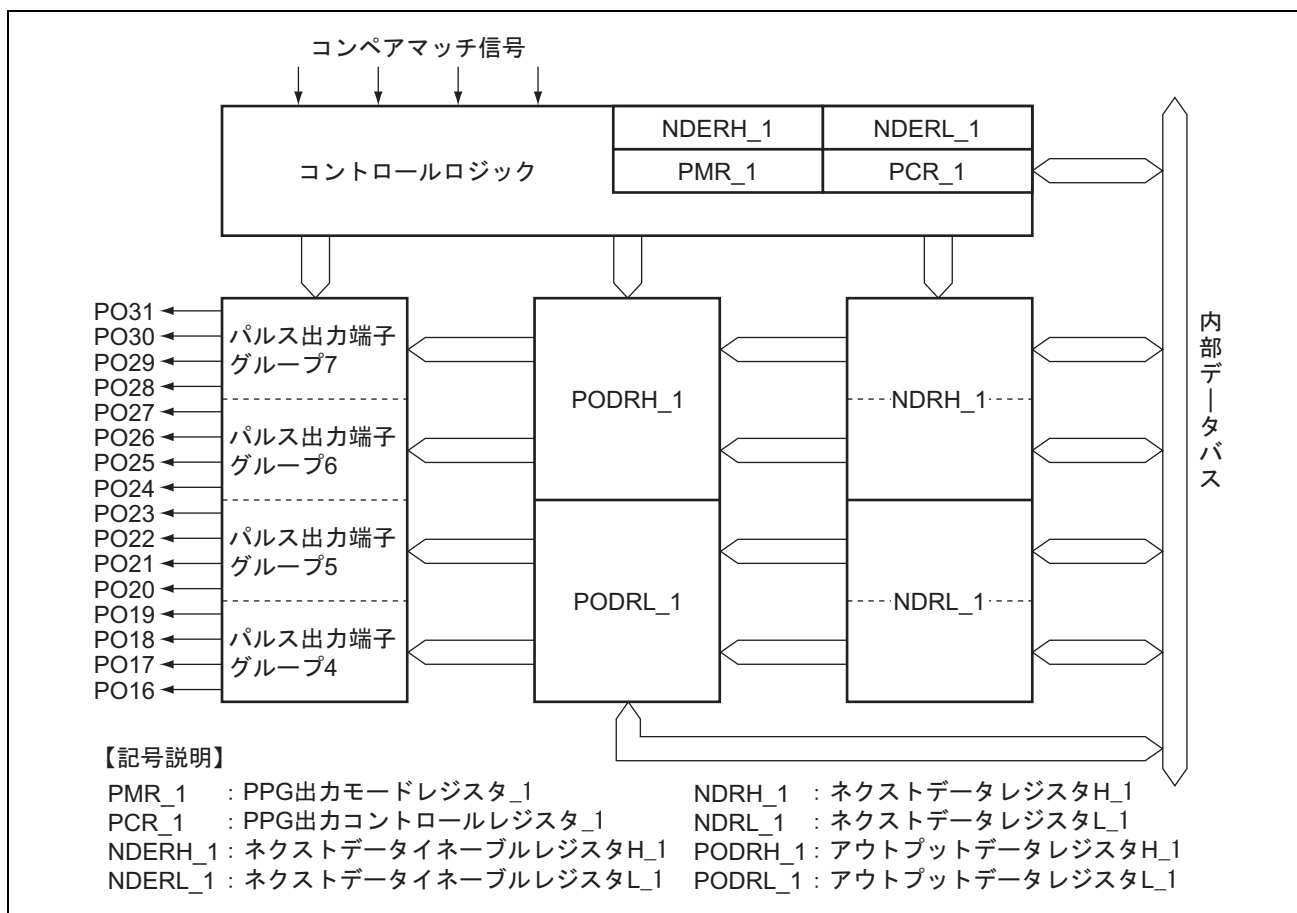 コンペアマッチ信号
NDERH_1 NDERL_1
コントロールロジック PMR_1 PCR_1
PO31
PO30
PO29
PO28
PO27
PO26
PO25
PO24
PO23
PO22
PO21
PO20
PO19
PO18
PO17
PO16
パルス出力端子
グループ7
パルス出力端子
グループ6
パルス出力端子
グループ5
パルス出力端子
グループ4
PODRH_1
PODRL_1
NDRH_1
NDRL_1
内部データバス
【記号説明】
PMR_1 : PPG出力モードレジスタ_1
PCR_1 : PPG出力コントロールレジスタ_1
NDERH_1 : ネクストデータイネーブルレジスタH_1
NDERL_1 : ネクストデータイネーブルレジスタL_1
NDRH_1 : ネクストデータレジスタH_1
NDRL_1 : ネクストデータレジスタL_1
PODRH_1 : アウトプットデータレジスタH_1
PODRL_1 : アウトプットデータレジスタL_1